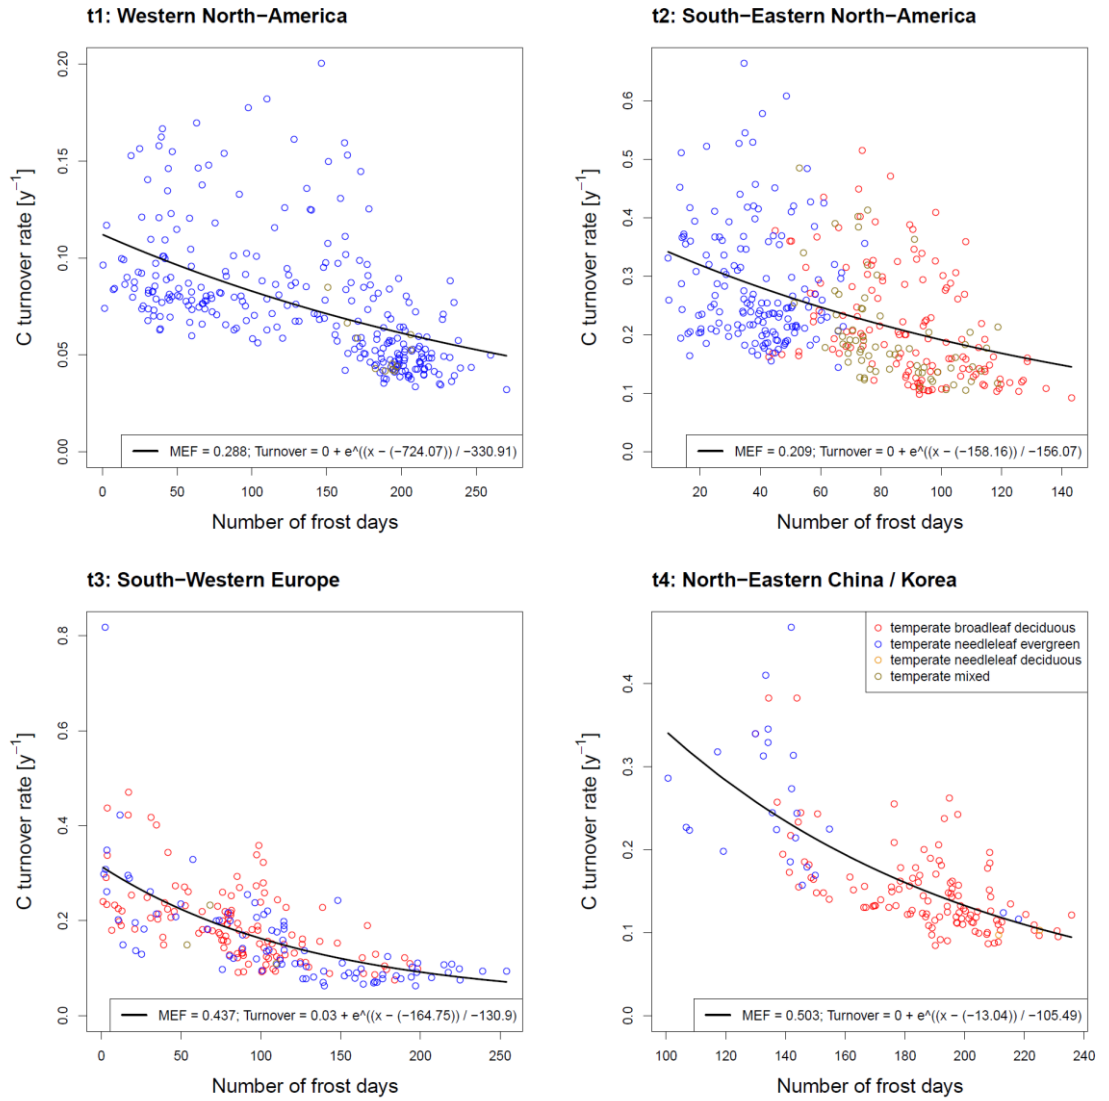 t1: Western North−America
C turnover rate [y⁻¹]
0.00
0.05
0.10
0.15
0.20
MEF = 0.288; Turnover = 0 + e^((x − (−724.07)) / −330.91)
0 50 100 150 200 250
Number of frost days
t2: South−Eastern North−America
C turnover rate [y⁻¹]
0.0
0.1
0.2
0.3
0.4
0.5
0.6
MEF = 0.209; Turnover = 0 + e^((x − (−158.16)) / −156.07)
20 40 60 80 100 120 140
Number of frost days
t3: South−Western Europe
C turnover rate [y⁻¹]
0.0
0.2
0.4
0.6
0.8
MEF = 0.437; Turnover = 0.03 + e^((x − (−164.75)) / −130.9)
0 50 100 150 200 250
Number of frost days
t4: North−Eastern China / Korea
C turnover rate [y⁻¹]
0.0
0.1
0.2
0.3
0.4
temperate broadleaf deciduous
temperate needleleaf evergreen
temperate needleleaf deciduous
temperate mixed
MEF = 0.503; Turnover = 0 + e^((x − (−13.04)) / −105.49)
100 120 140 160 180 200 220 240
Number of frost days